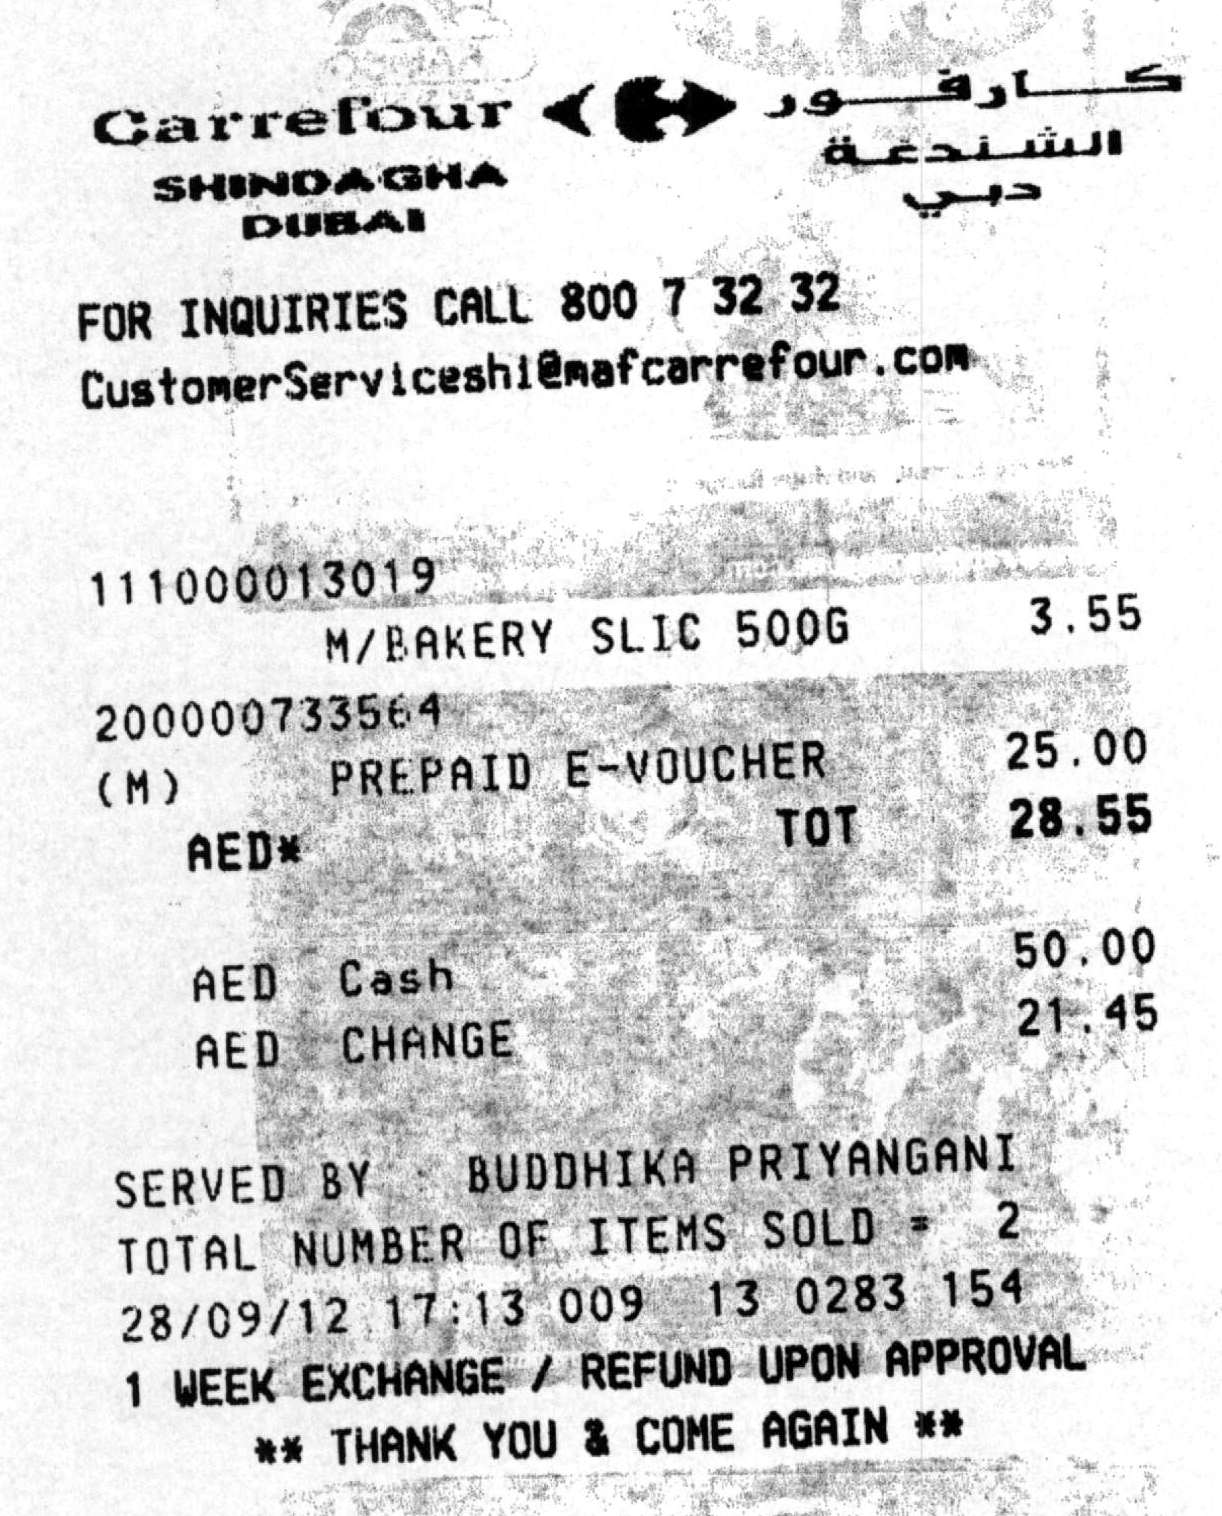 Carrefour كارفور
SHINDAGHA الشندغة
DUBAI دبي
FOR INQUIRIES CALL 800 7 32 32
CustomerServiceshi@mafcarrefour.com
111000013019
M/BAKERY SLIC 500G 3.55
200000733564
(M) PREPAID E-VOUCHER 25.00
AED* TOT 28.55
AED Cash 50.00
AED CHANGE 21.45
SERVED BY : BUDDHIKA PRIYANGANI
TOTAL NUMBER OF ITEMS SOLD = 2
28/09/12 17:13 009 13 0283 154
1 WEEK EXCHANGE / REFUND UPON APPROVAL
** THANK YOU & COME AGAIN **